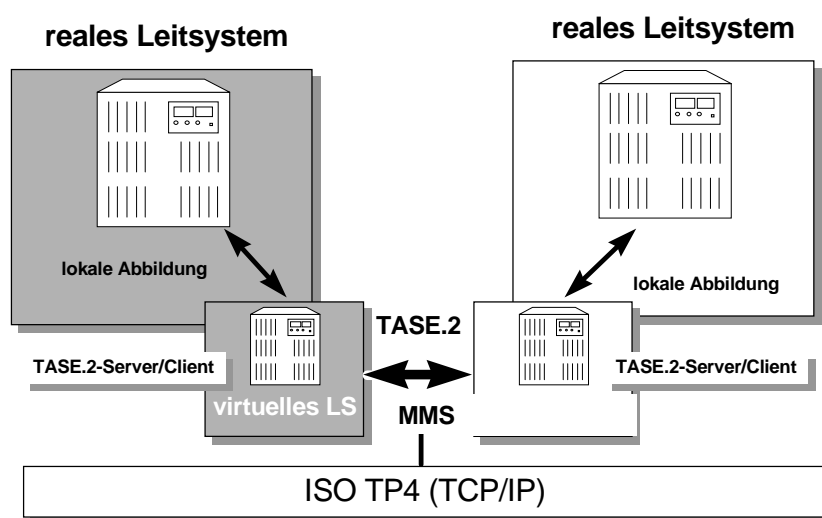 reales Leitsystem
reales Leitsystem
lokale Abbildung
lokale Abbildung
TASE.2
TASE.2-Server/Client
TASE.2-Server/Client
virtuelles LS
MMS
ISO TP4 (TCP/IP)